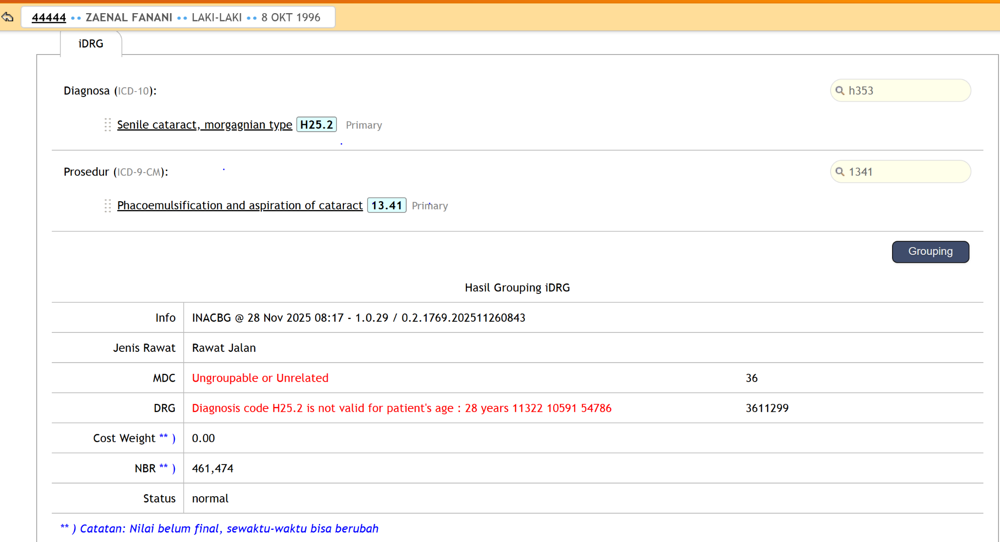 44444 •• ZAENAL FANANI •• LAKI-LAKI •• 8 OKT 1996
iDRG
Diagnosa (ICD-10):
h353
Senile cataract, morgagnian type H25.2 Primary
Prosedur (ICD-9-CM):
1341
Phacoemulsification and aspiration of cataract 13.41 Primary
Grouping
Hasil Grouping iDRG
Info INACBG @ 28 Nov 2025 08:17 - 1.0.29 / 0.2.1769.202511260843
Jenis Rawat Rawat Jalan
MDC Ungroupable or Unrelated 36
DRG Diagnosis code H25.2 is not valid for patient's age : 28 years 11322 10591 54786 3611299
Cost Weight ** ) 0.00
NBR ** ) 461,474
Status normal
** ) Catatan: Nilai belum final, sewaktu-waktu bisa berubah